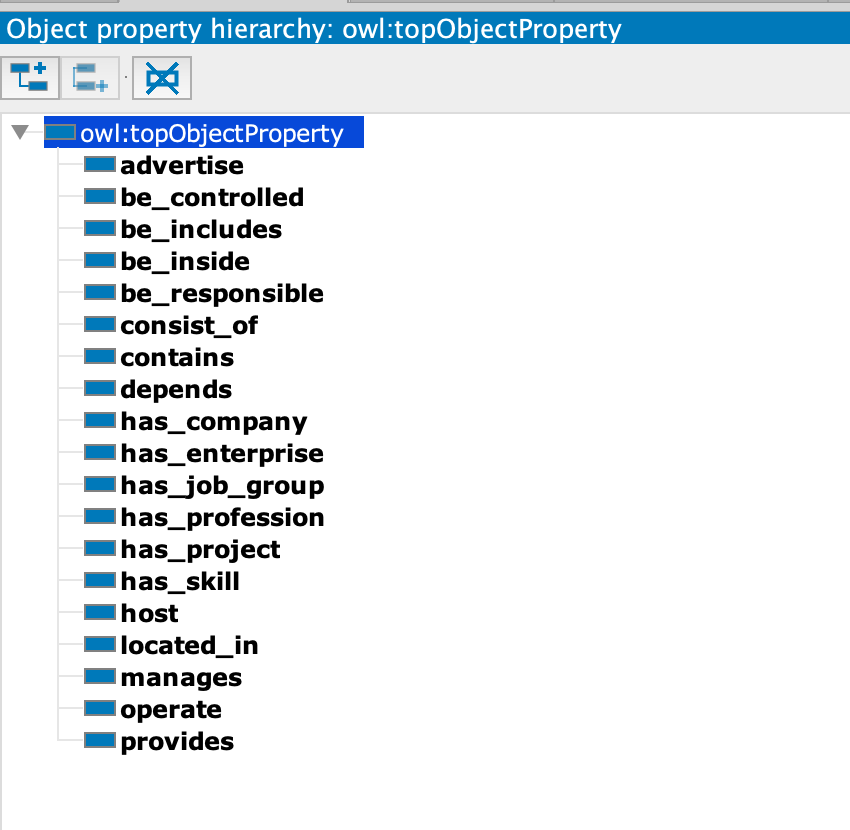 Object property hierarchy: owl:topObjectProperty
owl:topObjectProperty
advertise
be_controlled
be_includes
be_inside
be_responsible
consist_of
contains
depends
has_company
has_enterprise
has_job_group
has_profession
has_project
has_skill
host
located_in
manages
operate
provides